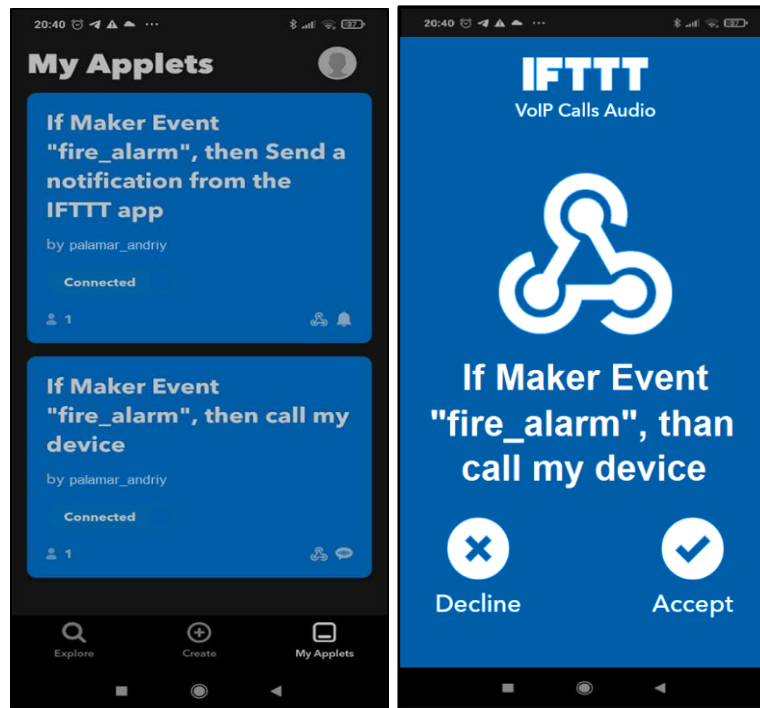 20:40 ...
37
My Applets
If Maker Event
"fire_alarm", then Send a
notification from the
IFTTT app
by palamar_andriy
Connected
1
If Maker Event
"fire_alarm", then call my
device
by palamar_andriy
Connected
1
Explore Create My Applets
20:40 ...
37
IFTTT
VoIP Calls Audio
If Maker Event
"fire_alarm", than
call my device
Decline Accept